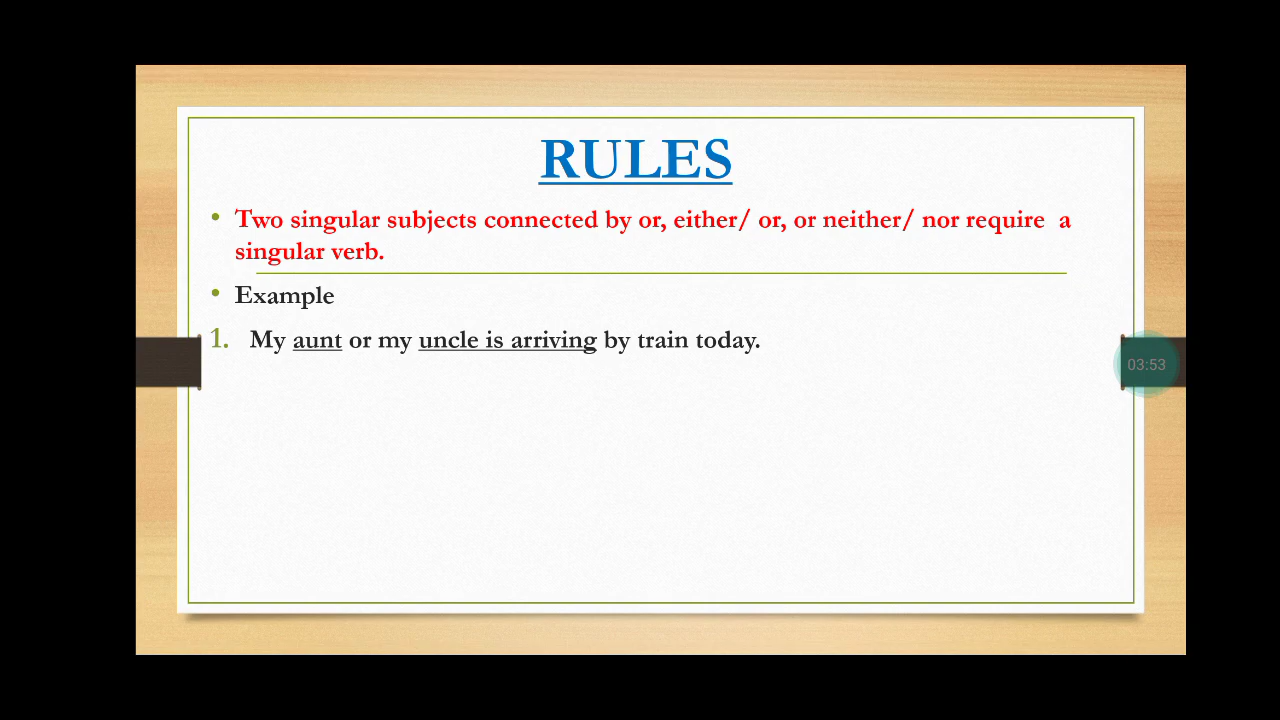 RULES
Two singular subjects connected by or, either/ or, or neither/ nor require a
singular verb.
Example
1. My aunt or my uncle is arriving by train today.
03:53